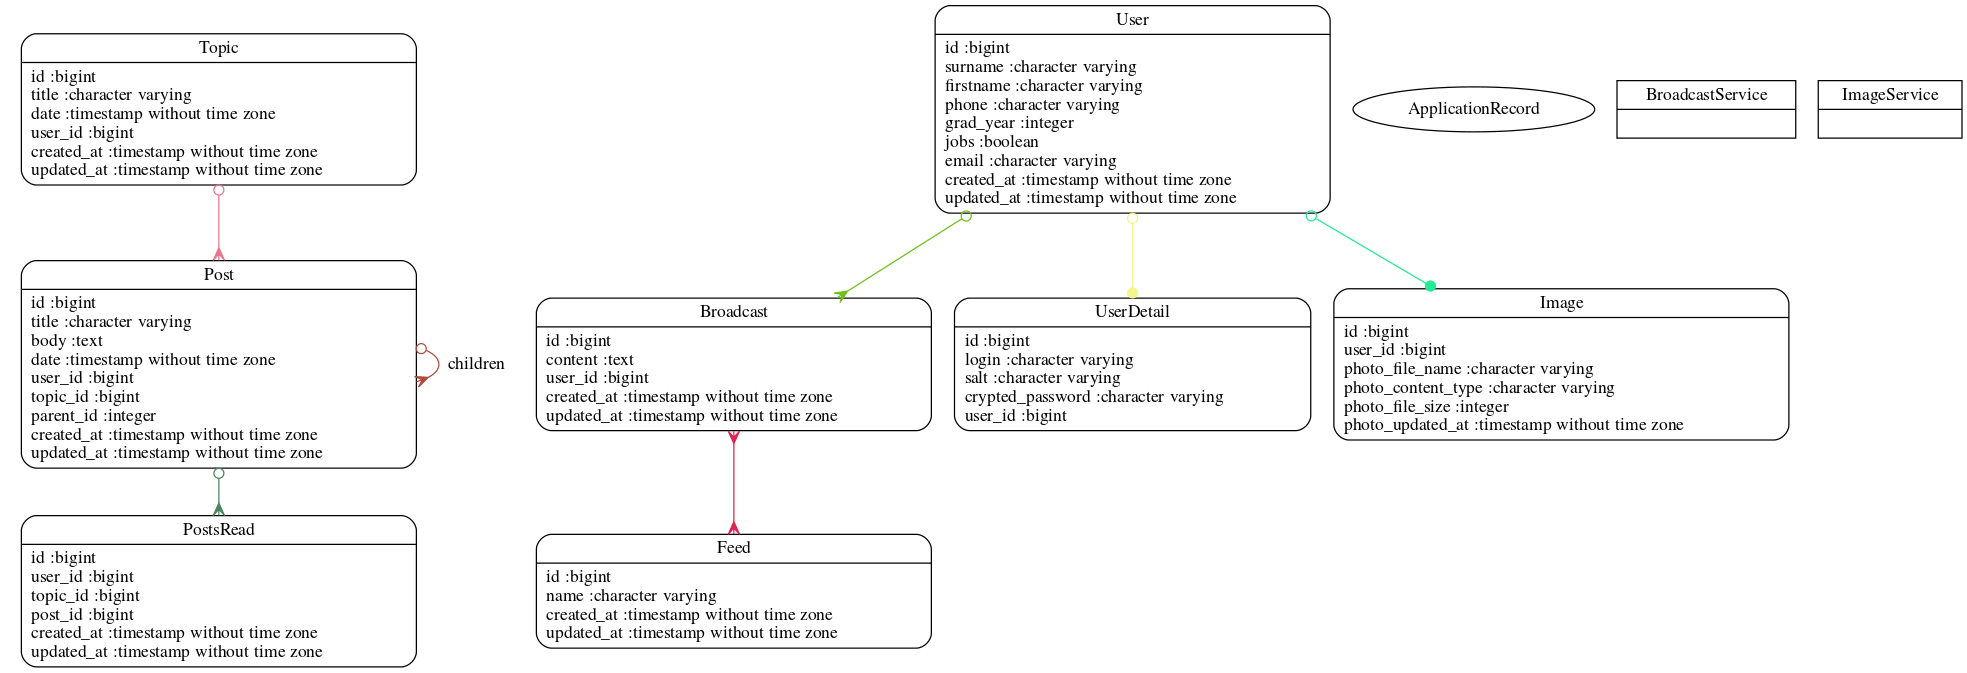 Topic
id :bigint
title :character varying
date :timestamp without time zone
user_id :bigint
created_at :timestamp without time zone
updated_at :timestamp without time zone
User
id :bigint
surname :character varying
firstname :character varying
phone :character varying
grad_year :integer
jobs :boolean
email :character varying
created_at :timestamp without time zone
updated_at :timestamp without time zone
ApplicationRecord
BroadcastService
ImageService
Post
id :bigint
title :character varying
body :text
date :timestamp without time zone
user_id :bigint
topic_id :bigint
parent_id :integer
created_at :timestamp without time zone
updated_at :timestamp without time zone
children
Broadcast
id :bigint
content :text
user_id :bigint
created_at :timestamp without time zone
updated_at :timestamp without time zone
UserDetail
id :bigint
login :character varying
salt :character varying
crypted_password :character varying
user_id :bigint
Image
id :bigint
user_id :bigint
photo_file_name :character varying
photo_content_type :character varying
photo_file_size :integer
photo_updated_at :timestamp without time zone
PostsRead
id :bigint
user_id :bigint
topic_id :bigint
post_id :bigint
created_at :timestamp without time zone
updated_at :timestamp without time zone
Feed
id :bigint
name :character varying
created_at :timestamp without time zone
updated_at :timestamp without time zone